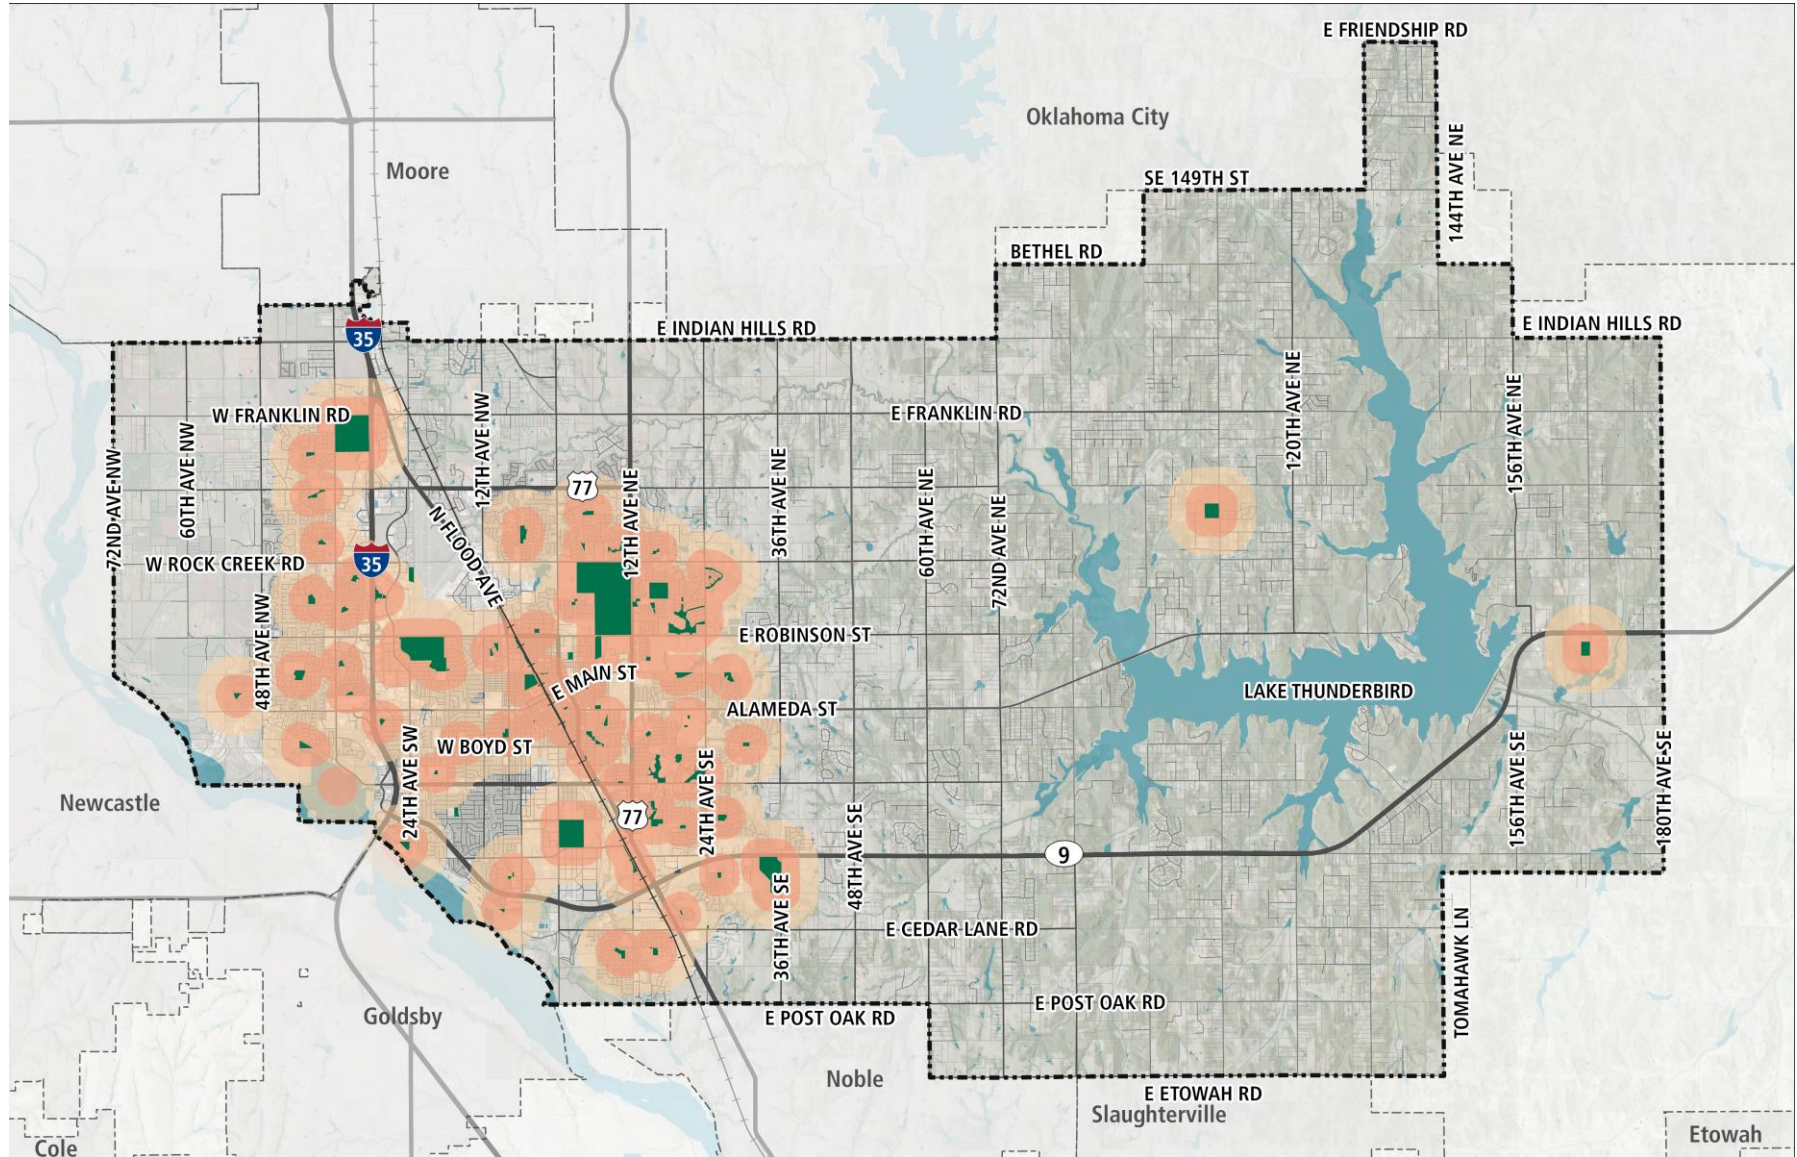 E FRIENDSHIP RD
Oklahoma City
144TH AVE NE
Moore
SE 149TH ST
BETHEL RD
E INDIAN HILLS RD
E INDIAN HILLS RD
35
W FRANKLIN RD
E FRANKLIN RD
12TH AVE NW
60TH AVE NW
72ND AVE NW
77
12TH AVE NE
36TH AVE NE
60TH AVE NE
72ND AVE NE
120TH AVE NE
156TH AVE NE
N FLOOD AVE
W ROCK CREEK RD
35
48TH AVE NW
E ROBINSON ST
E MAIN ST
LAKE THUNDERBIRD
ALAMEDA ST
W BOYD ST
24TH AVE SW
24TH AVE SE
156TH AVE SE
180TH AVE SE
Newcastle
77
48TH AVE SE
9
36TH AVE SE
E CEDAR LANE RD
TOMAHAWK LN
E POST OAK RD
E POST OAK RD
Goldsby
Noble
E ETOWAH RD
Slaughterville
Etowah
Cole